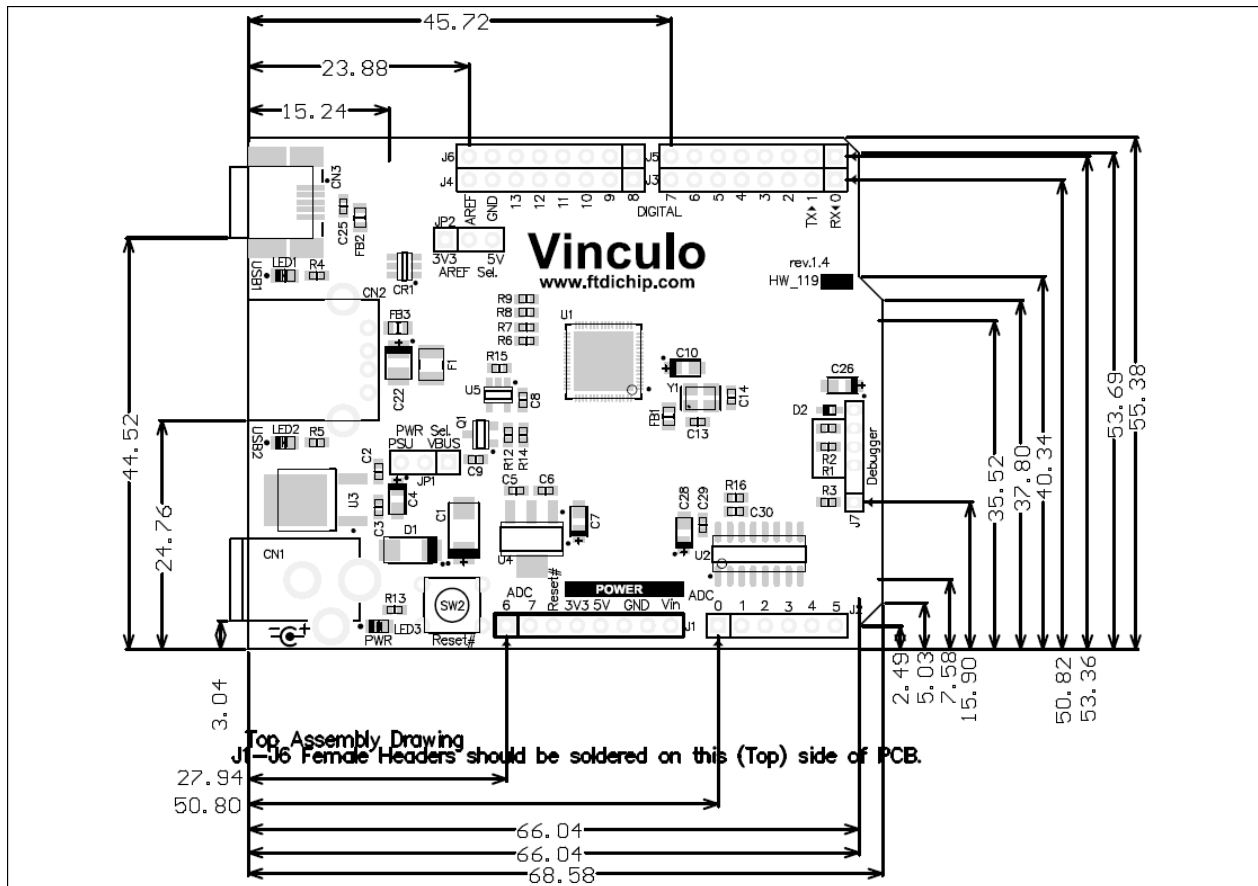 45.72
23.88
15.24
J6
J5
J4
J3
CN3
AREF
GND
13
12
11
10
9
8
7
6
5
4
3
2
TX▸1
RX◂0
DIGITAL
C25
FB2
JP2
3V3
5V
AREF Sel.
Vinculo
www.ftdichip.com
rev.1.4
HW_119
USB1
LED1
R4
CR1
CN2
R9
R8
R7
R6
U1
FB3
F1
C22
R15
U5
C8
C10
Y1
C14
FB1
C13
C26
D2
R2
R1
R3
Debugger
J7
USB2
LED2
R5
PWR Sel.
PSU
VBUS
JP1
Q1
C9
R12
R14
C2
U3
C3
C4
C1
D1
C5
C6
C7
U4
C28
C29
R16
C30
U2
CN1
R13
LED3
PWR
SW2
Reset#
POWER
ADC
6
7
Reset#
3V3
5V
GND
Vin
J1
ADC
0
1
2
3
4
5
J2
44.52
24.76
3.04
2.49
5.03
7.58
15.90
35.52
37.80
40.34
50.82
53.36
53.69
55.38
Top Assembly Drawing
J1-J6 Female Headers should be soldered on this (Top) side of PCB.
27.94
50.80
66.04
66.04
68.58